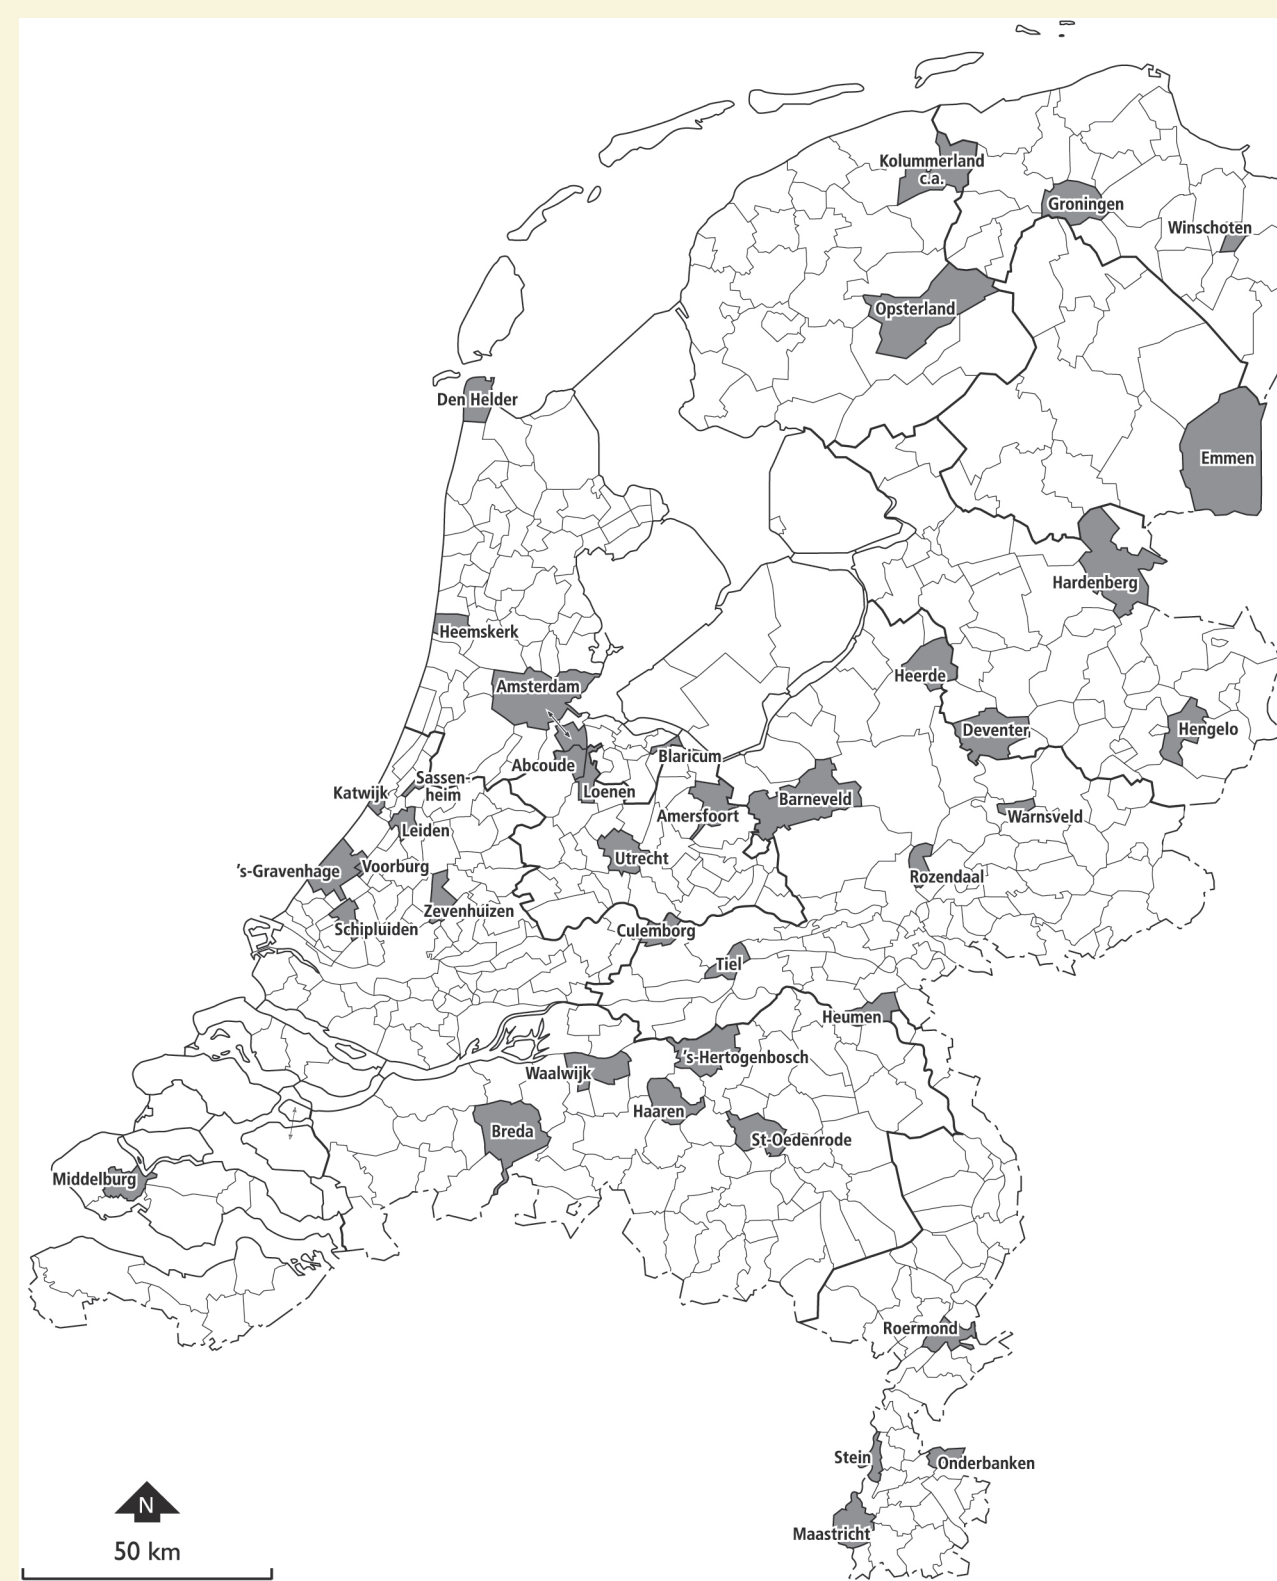 Kolummerland
c.a.
Groningen
Winschoten
Opsterland
Den Helder
Emmen
Hardenberg
Heemskerk
Heerde
Amsterdam
Deventer
Hengelo
Abcoude
Blaricum
Sassen-
heim
Katwijk
Loenen
Barneveld
Amersfoort
Warnsveld
Leiden
Utrecht
's-Gravenhage
Voorburg
Rozendaal
Zevenhuizen
Schipluiden
Culemborg
Tiel
Heumen
's-Hertogenbosch
Waalwijk
Haaren
Breda
St-Oedenrode
Middelburg
Roermond
Stein
Onderbanken
N
Maastricht
50 km